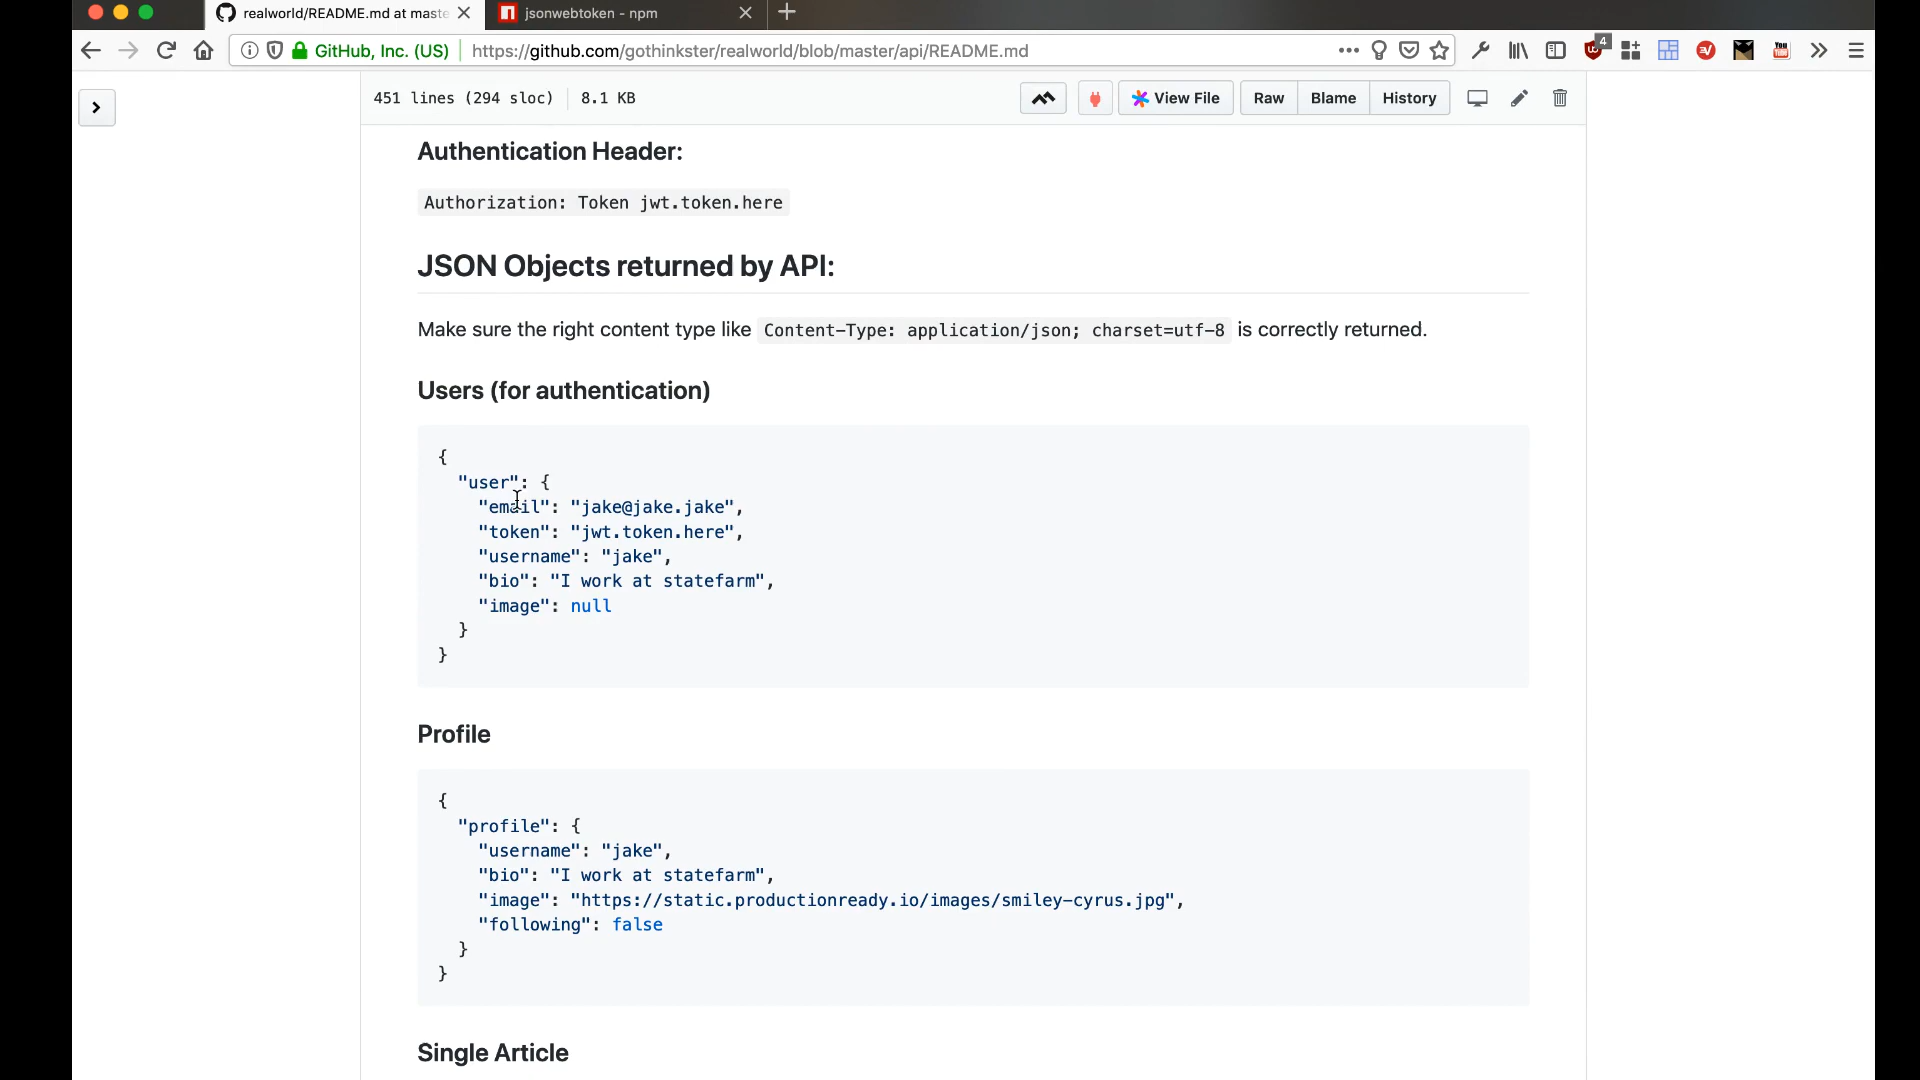 realworld/README.md at maste
jsonwebtoken - npm
GitHub, Inc. (US)
https://github.com/gothinkster/realworld/blob/master/api/README.md
4
451 lines (294 sloc)
8.1 KB
View File
Raw
Blame
History
Authentication Header:
Authorization: Token jwt.token.here
JSON Objects returned by API:
Make sure the right content type like Content-Type: application/json; charset=utf-8 is correctly returned.
Users (for authentication)
{
"user": {
"email": "jake@jake.jake",
"token": "jwt.token.here",
"username": "jake",
"bio": "I work at statefarm",
"image": null
}
}
Profile
{
"profile": {
"username": "jake",
"bio": "I work at statefarm",
"image": "https://static.productionready.io/images/smiley-cyrus.jpg",
"following": false
}
}
Single Article